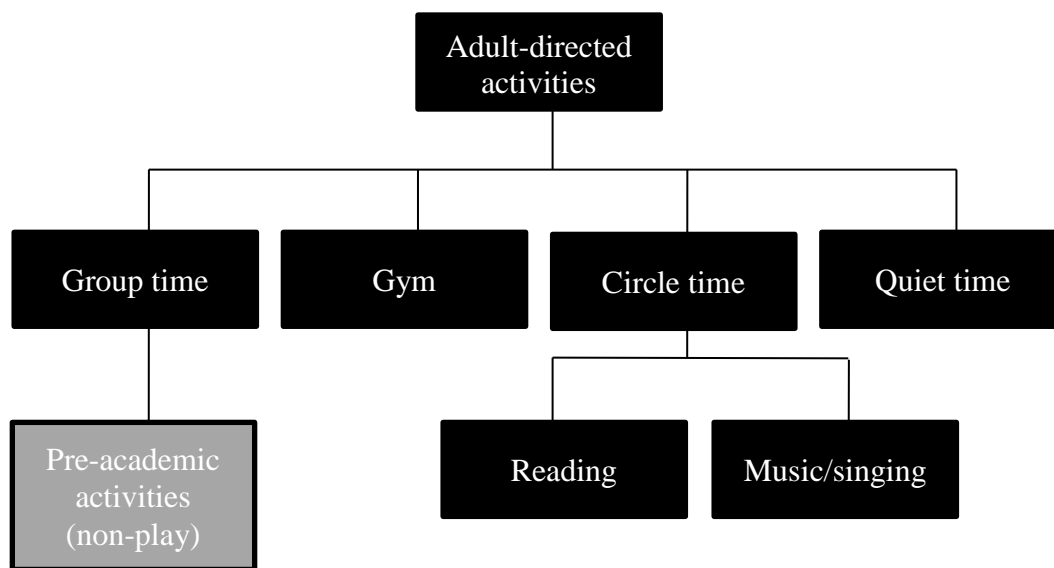 Adult-directed
activities
Group time
Gym
Circle time
Quiet time
Pre-academic
activities
(non-play)
Reading
Music/singing